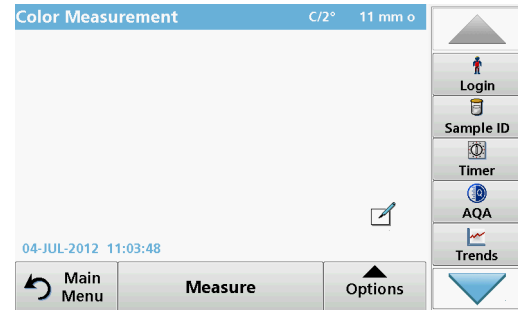 Color Measurement C/2° 11 mm o
Login
Sample ID
Timer
AQA
Trends
04-JUL-2012 11:03:48
Main
Menu
Measure
Options